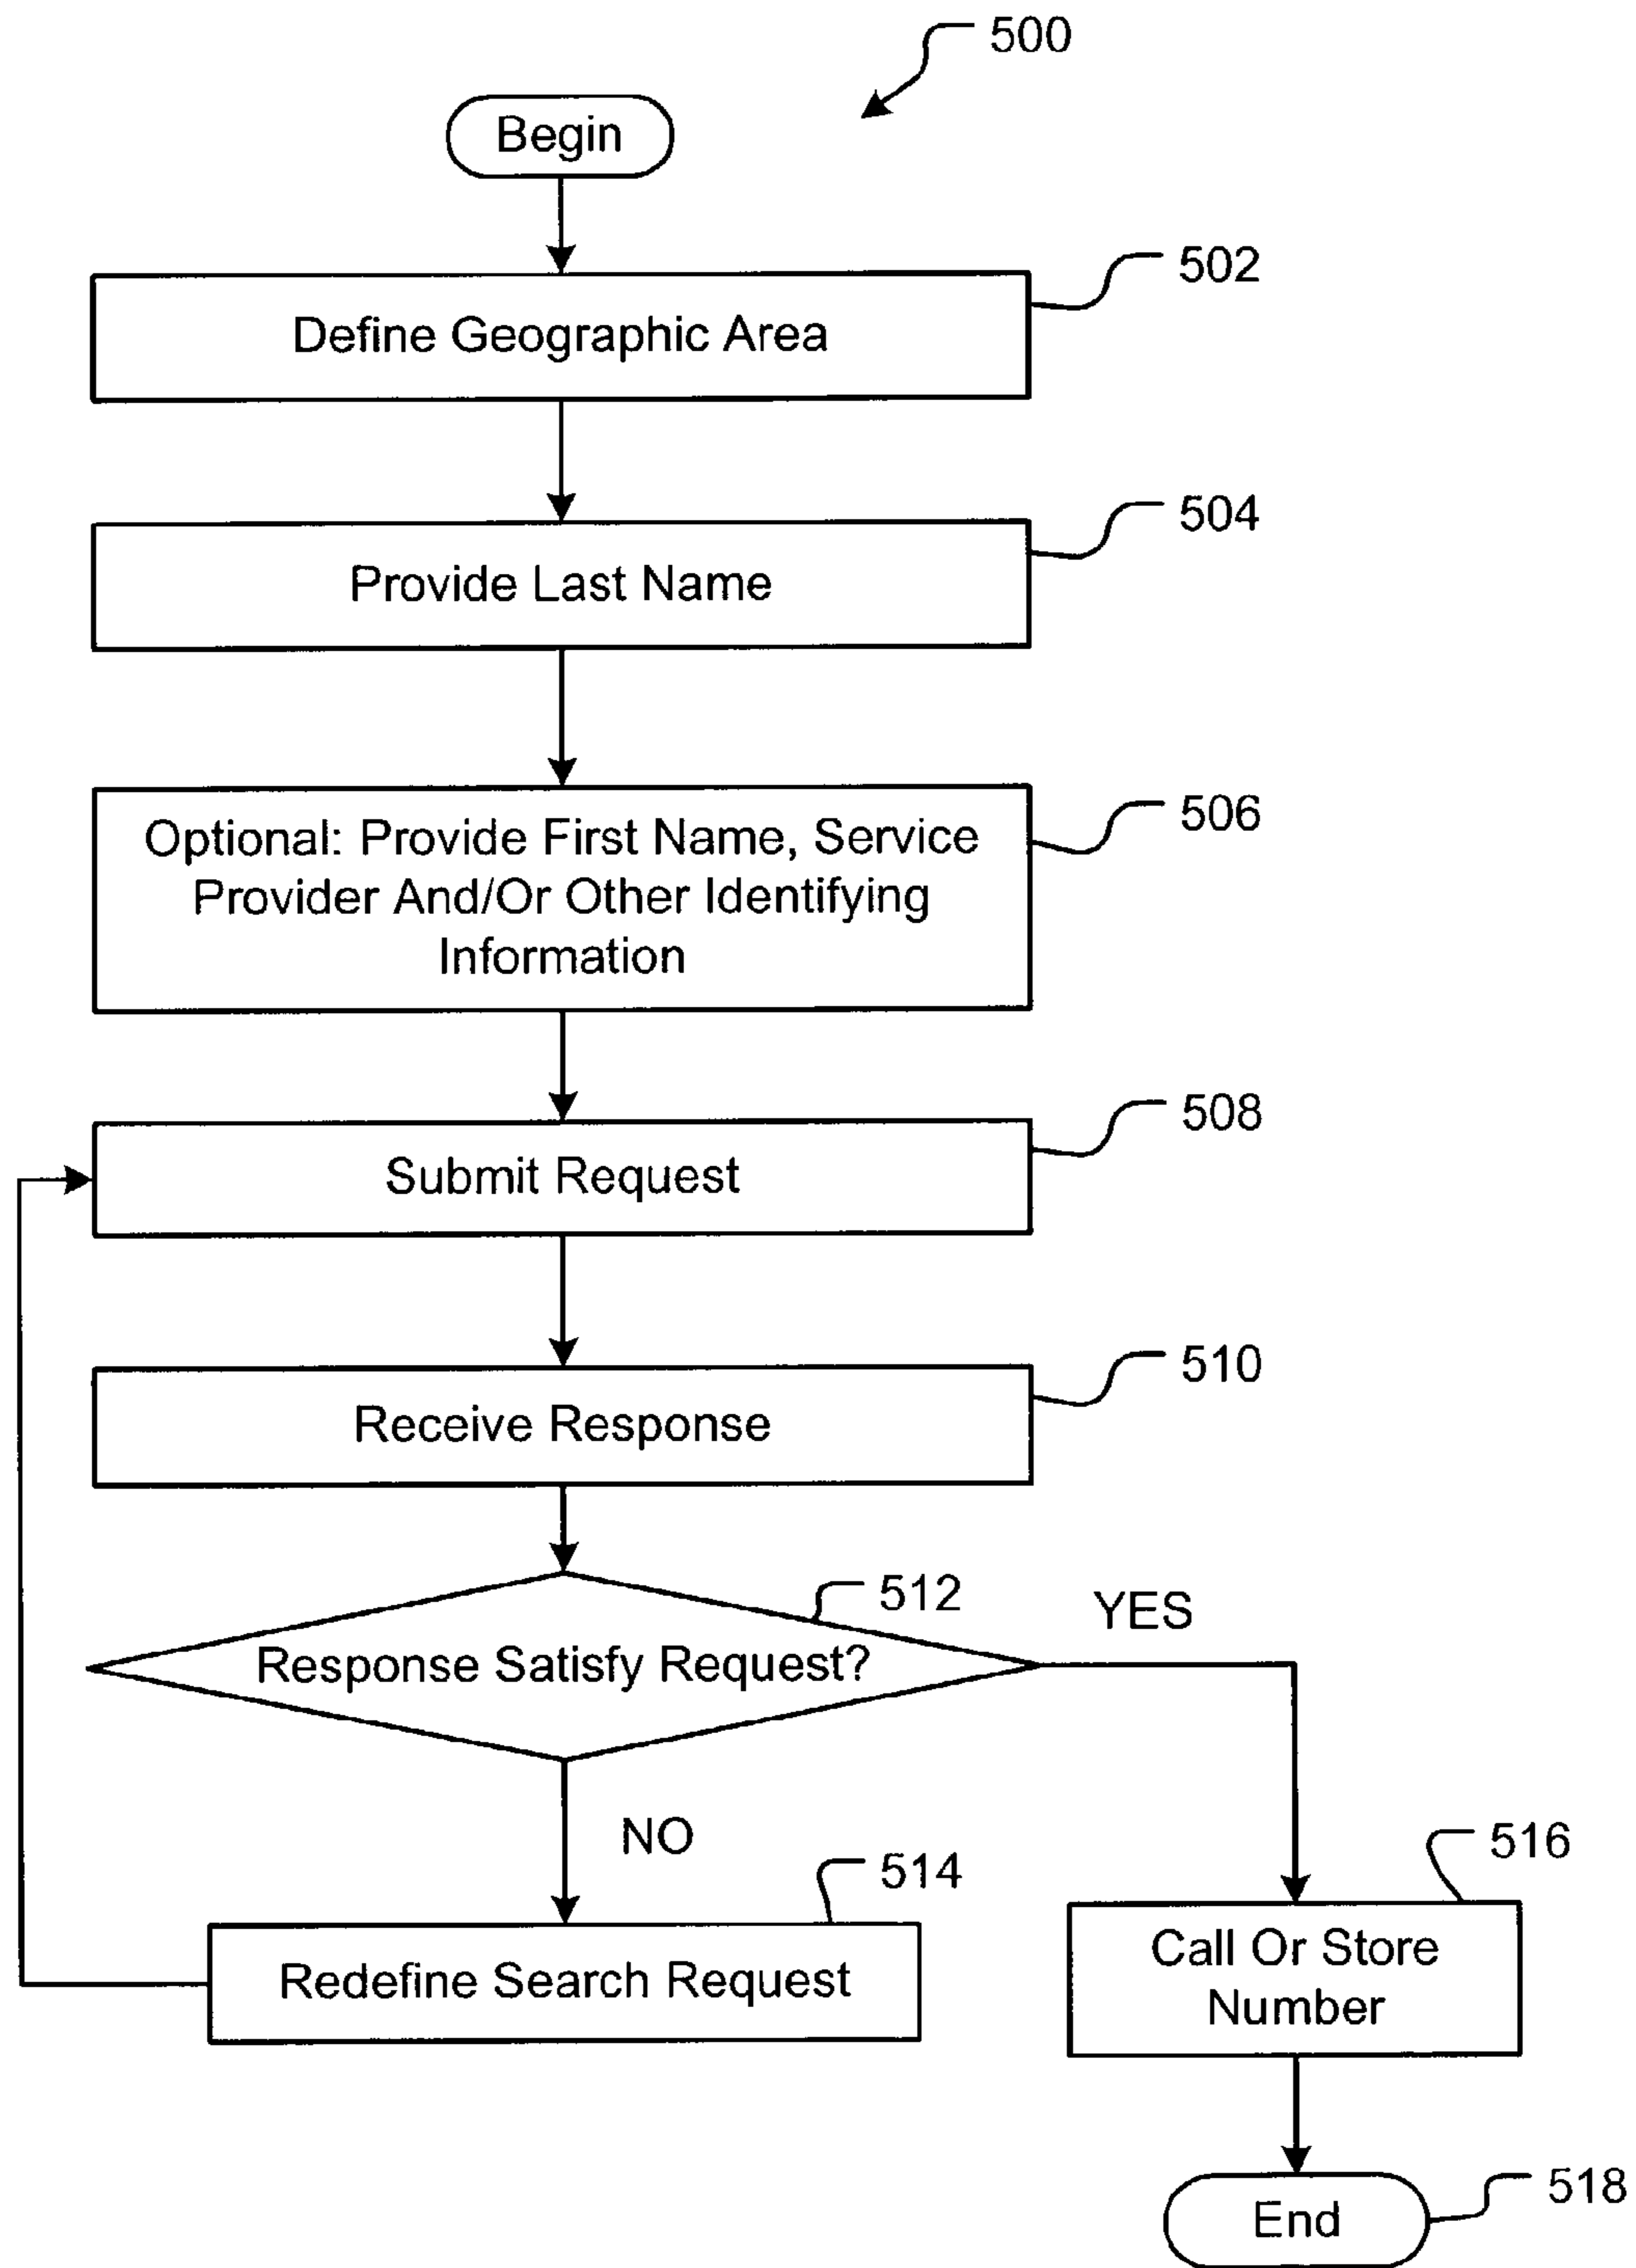 500
Begin
502
Define Geographic Area
504
Provide Last Name
506
Optional: Provide First Name, Service
Provider And/Or Other Identifying
Information
508
Submit Request
510
Receive Response
512
YES
Response Satisfy Request?
NO
514
516
Redefine Search Request
Call Or Store
Number
518
End